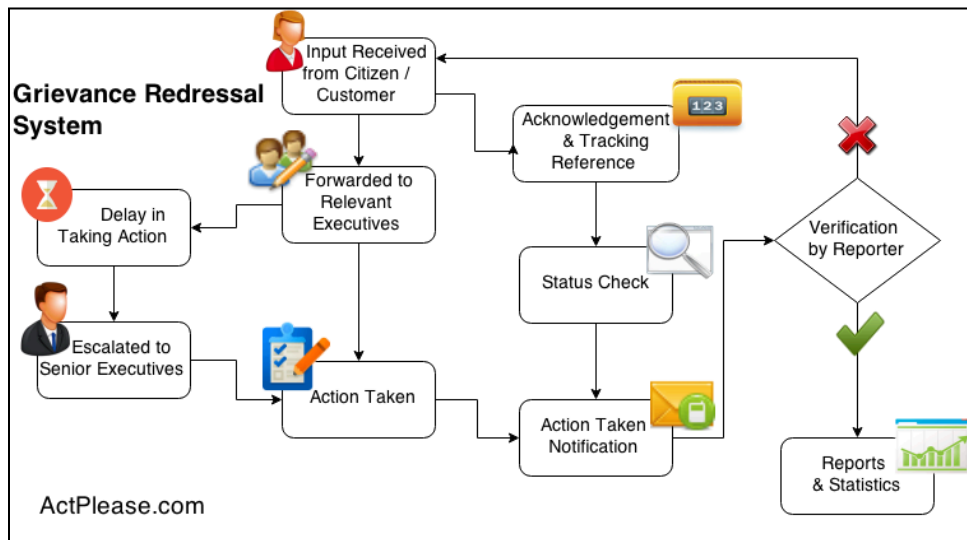 Grievance Redressal
System
Input Received
from Citizen /
Customer
Acknowledgement
& Tracking
Reference
123
Forwarded to
Relevant
Executives
Delay in
Taking Action
Verification
by Reporter
Status Check
Escalated to
Senior Executives
Action Taken
Action Taken
Notification
Reports
& Statistics
ActPlease.com